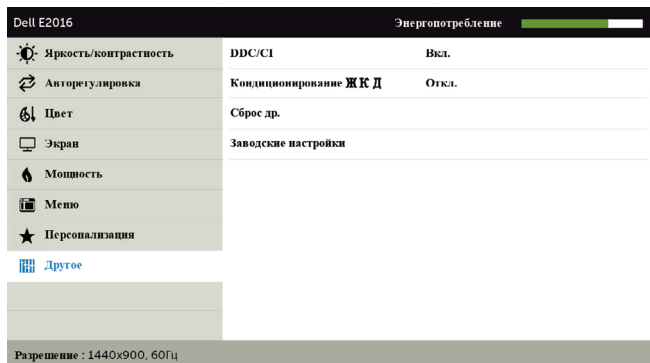 Dell E2016 Энергопотребление
Яркость/контрастность DDC/CI Вкл.
Авторегулировка Кондиционирование ЖК Д Откл.
Цвет Сброс др.
Экран Заводские настройки
Мощность
Меню
Персонализация
Другое
Разрешение : 1440x900, 60Гц